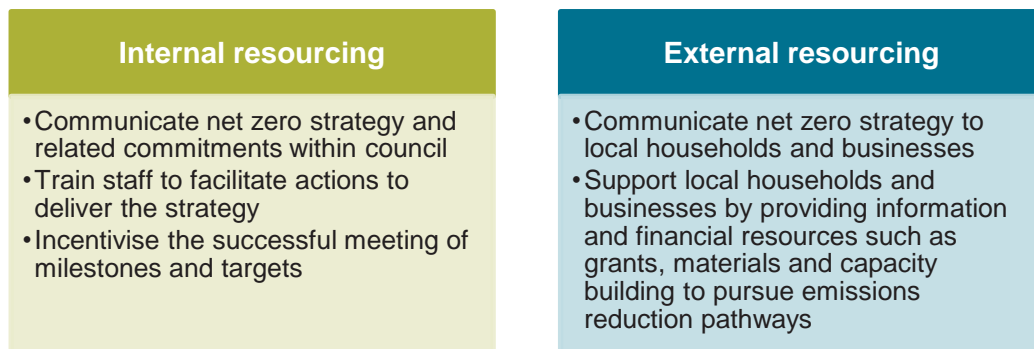 Internal resourcing
•Communicate net zero strategy and
related commitments within council
•Train staff to facilitate actions to
deliver the strategy
•Incentivise the successful meeting of
milestones and targets
External resourcing
•Communicate net zero strategy to
local households and businesses
•Support local households and
businesses by providing information
and financial resources such as
grants, materials and capacity
building to pursue emissions
reduction pathways